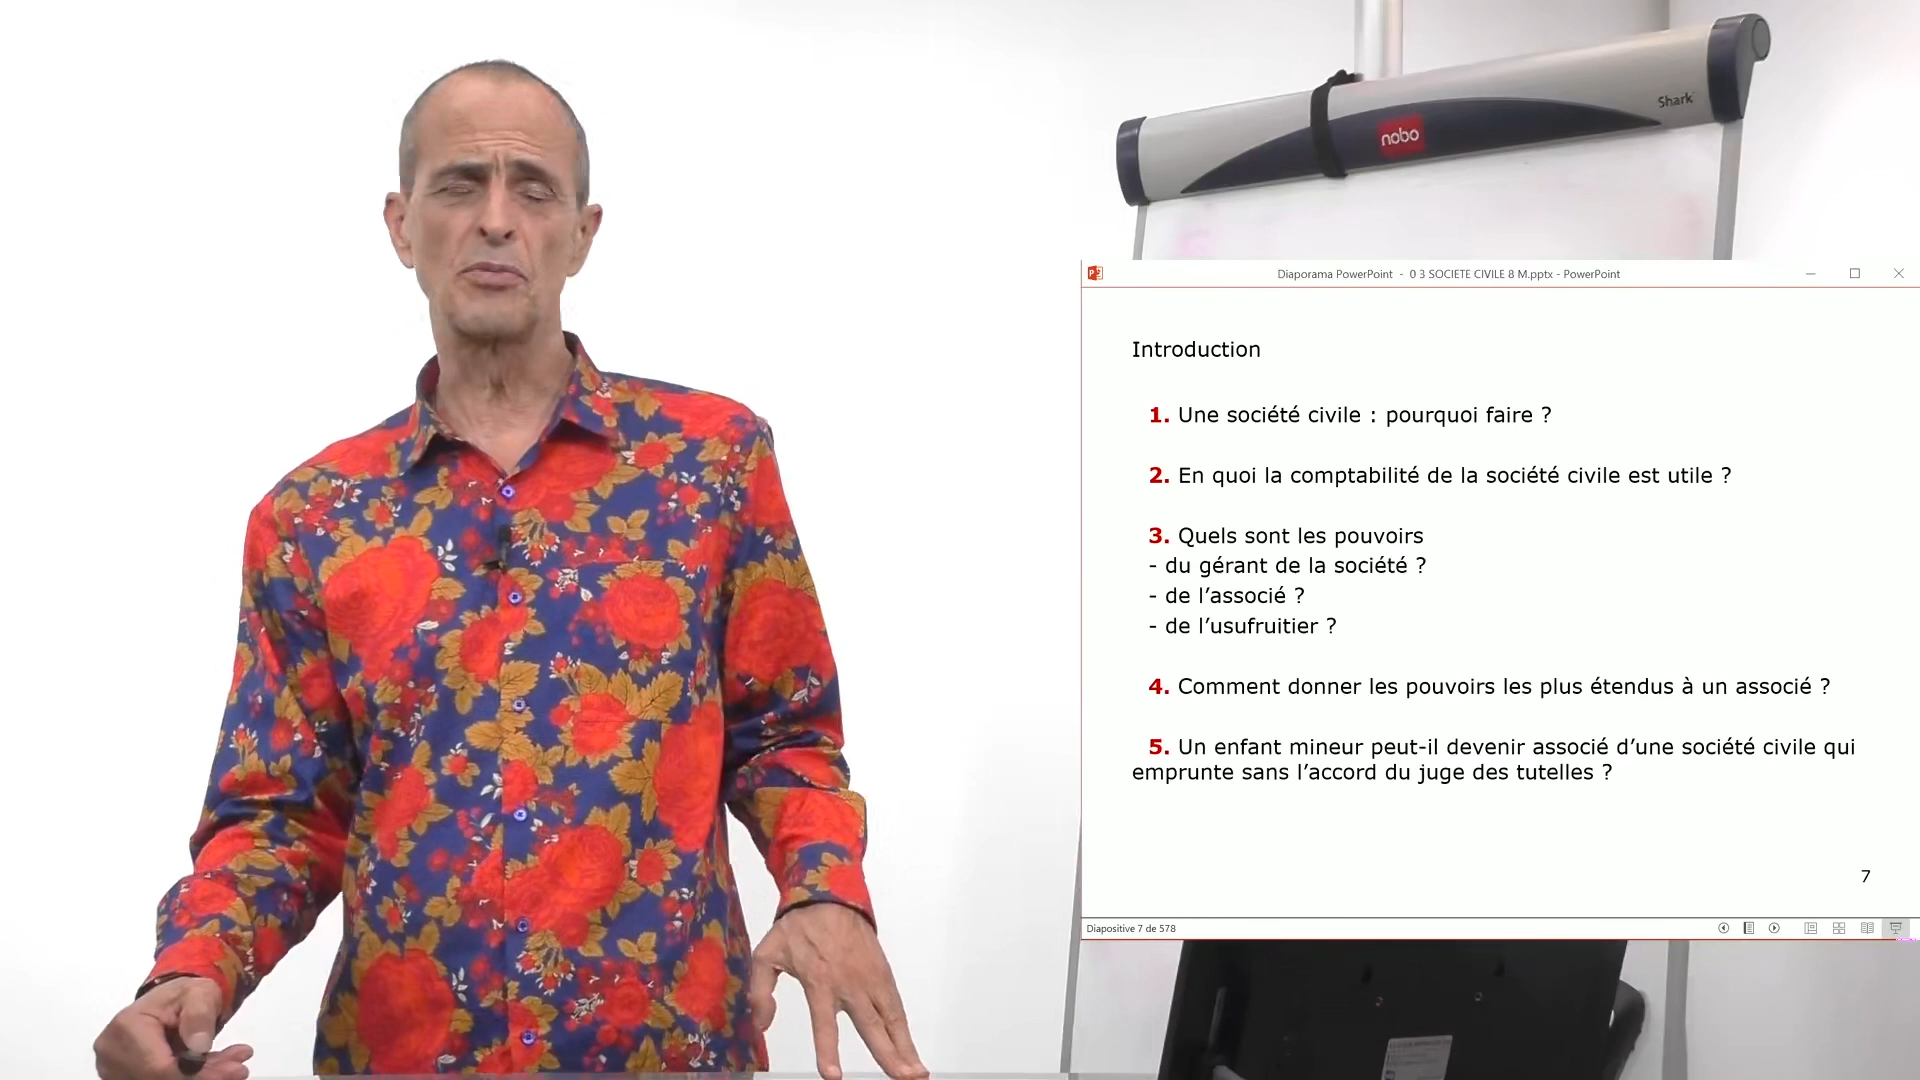 Shark
nobo
Diaporama PowerPoint - 0 3 SOCIETE CIVILE 8 M.pptx - PowerPoint
Introduction
1. Une société civile : pourquoi faire ?
2. En quoi la comptabilité de la société civile est utile ?
3. Quels sont les pouvoirs
- du gérant de la société ?
- de l’associé ?
- de l’usufruitier ?
4. Comment donner les pouvoirs les plus étendus à un associé ?
5. Un enfant mineur peut-il devenir associé d’une société civile qui
emprunte sans l’accord du juge des tutelles ?
7
Diapositive 7 de 578